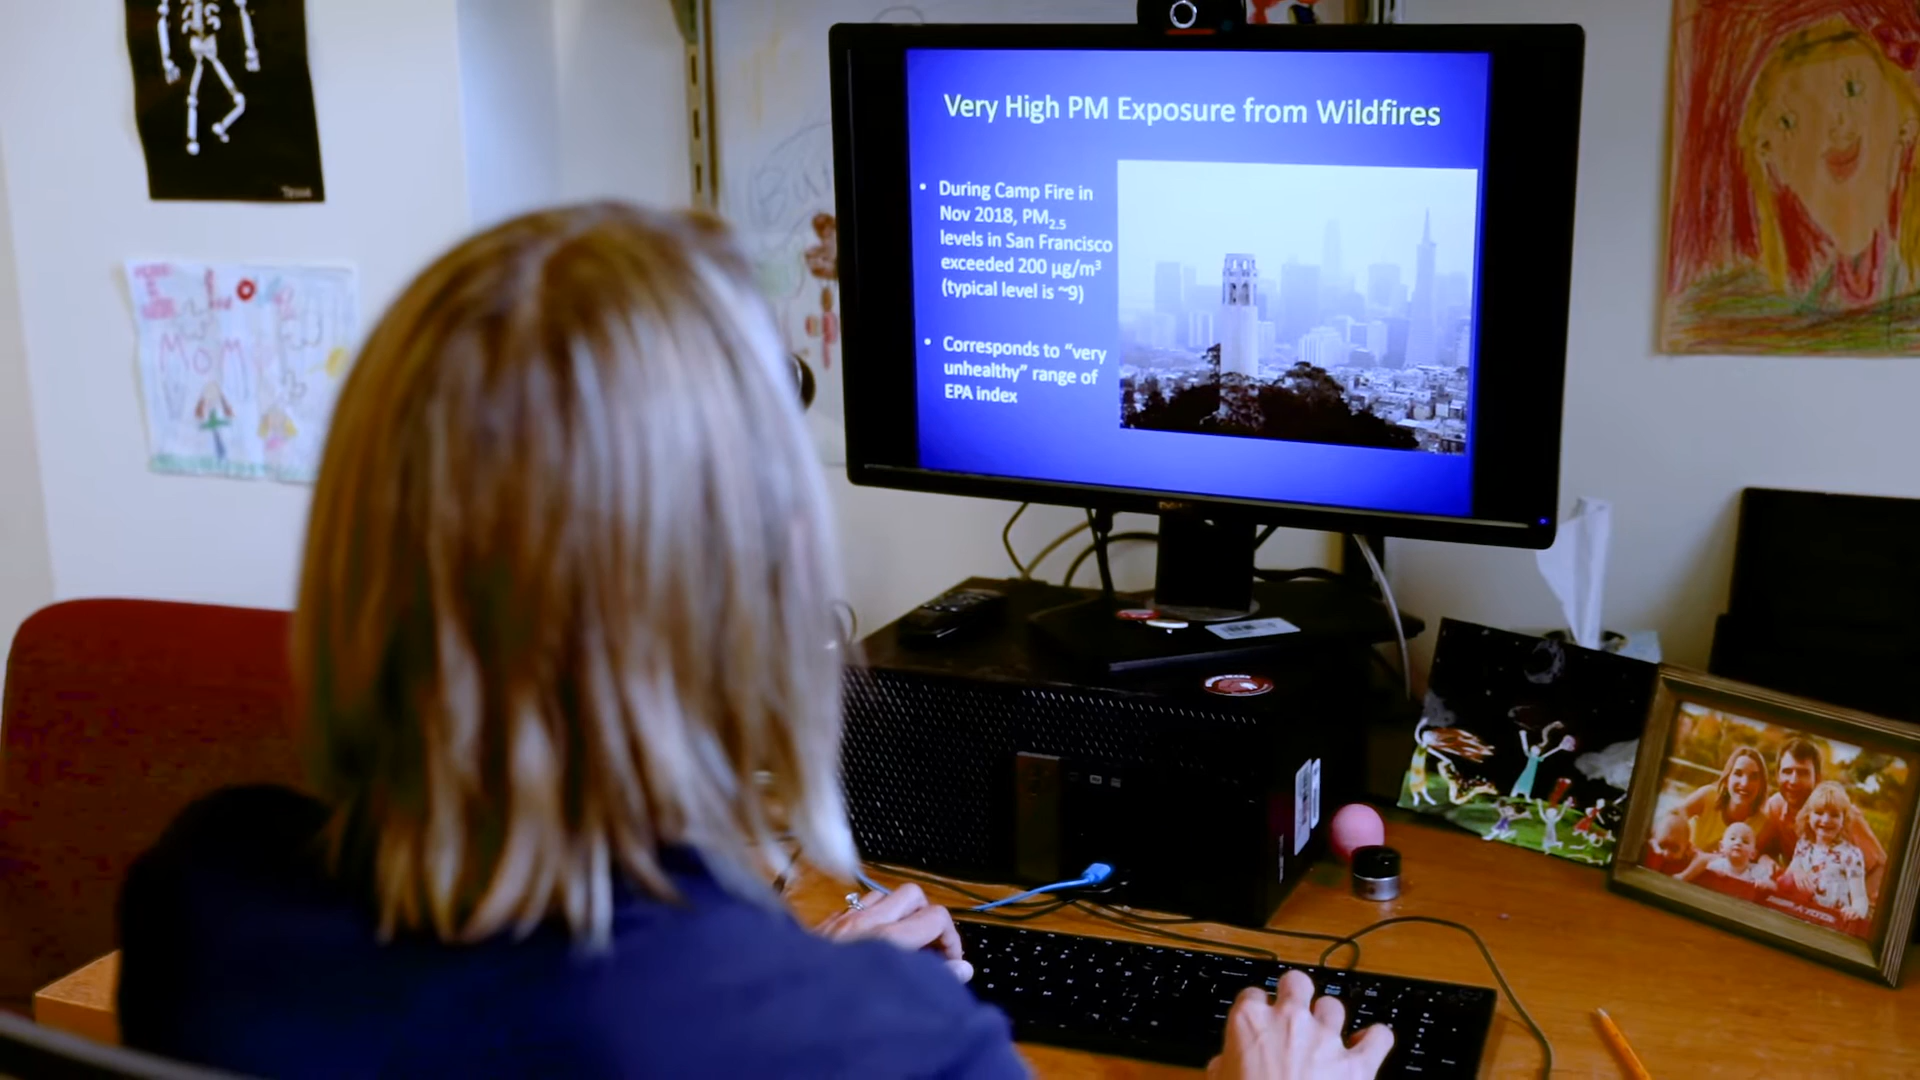 Very High PM Exposure from Wildfires
• During Camp Fire in
Nov 2018, PM2.5
levels in San Francisco
exceeded 200 µg/m³
(typical level is ~9)
• Corresponds to “very
unhealthy” range of
EPA index
MOM